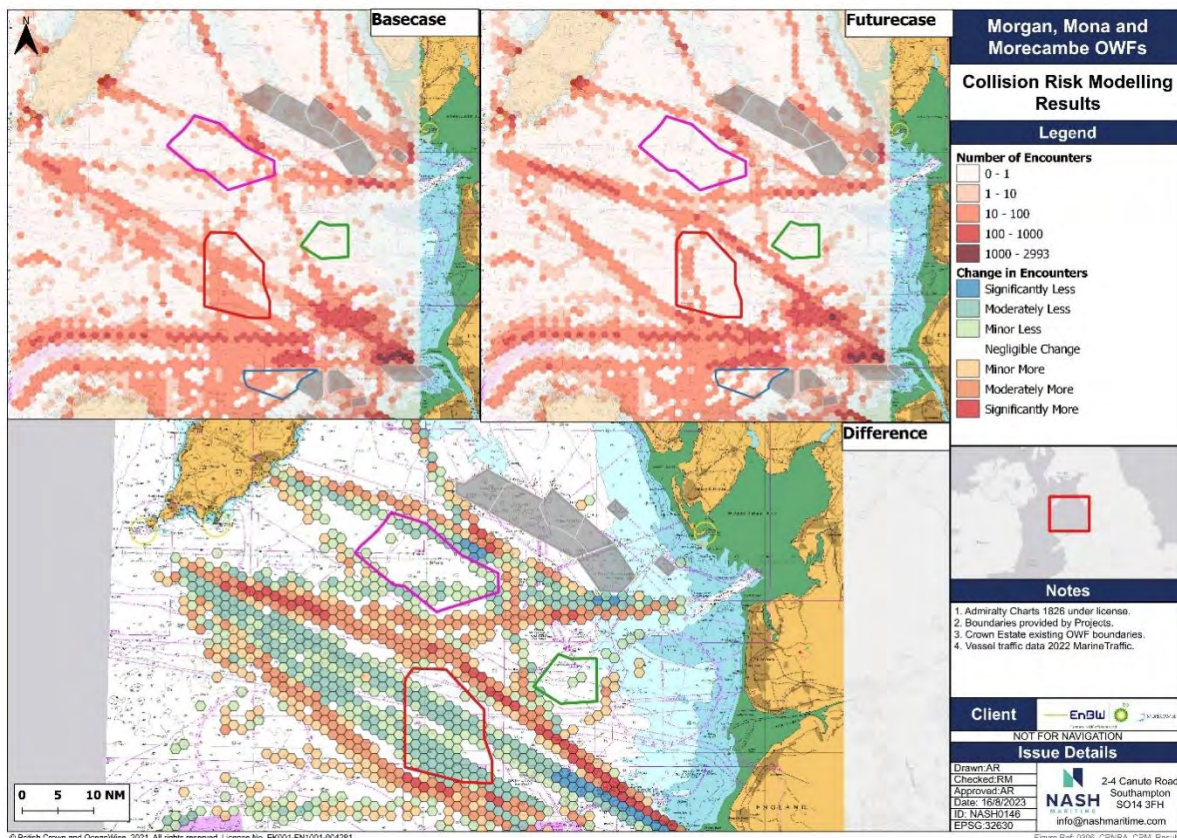 N
Basecase
Futurecase
Difference
0 5 10 NM
ENGLAND
Morgan, Mona and
Morecambe OWFs
Collision Risk Modelling
Results
Legend
Number of Encounters
0 - 1
1 - 10
10 - 100
100 - 1000
1000 - 2993
Change in Encounters
Significantly Less
Moderately Less
Minor Less
Negligible Change
Minor More
Moderately More
Significantly More
Notes
1. Admiralty Charts 1826 under license.
2. Boundaries provided by Projects.
3. Crown Estate existing OWF boundaries.
4. Vessel traffic data 2022 MarineTraffic.
Client
EnBW
bp
NOT FOR NAVIGATION
Issue Details
Drawn:AR
Checked:RM
Approved:AR
Date: 16/8/2023
ID: NASH0146
EPSG:32630
NASH
MARITIME
2-4 Canute Road
Southampton
SO14 3FH
info@nashmaritime.com